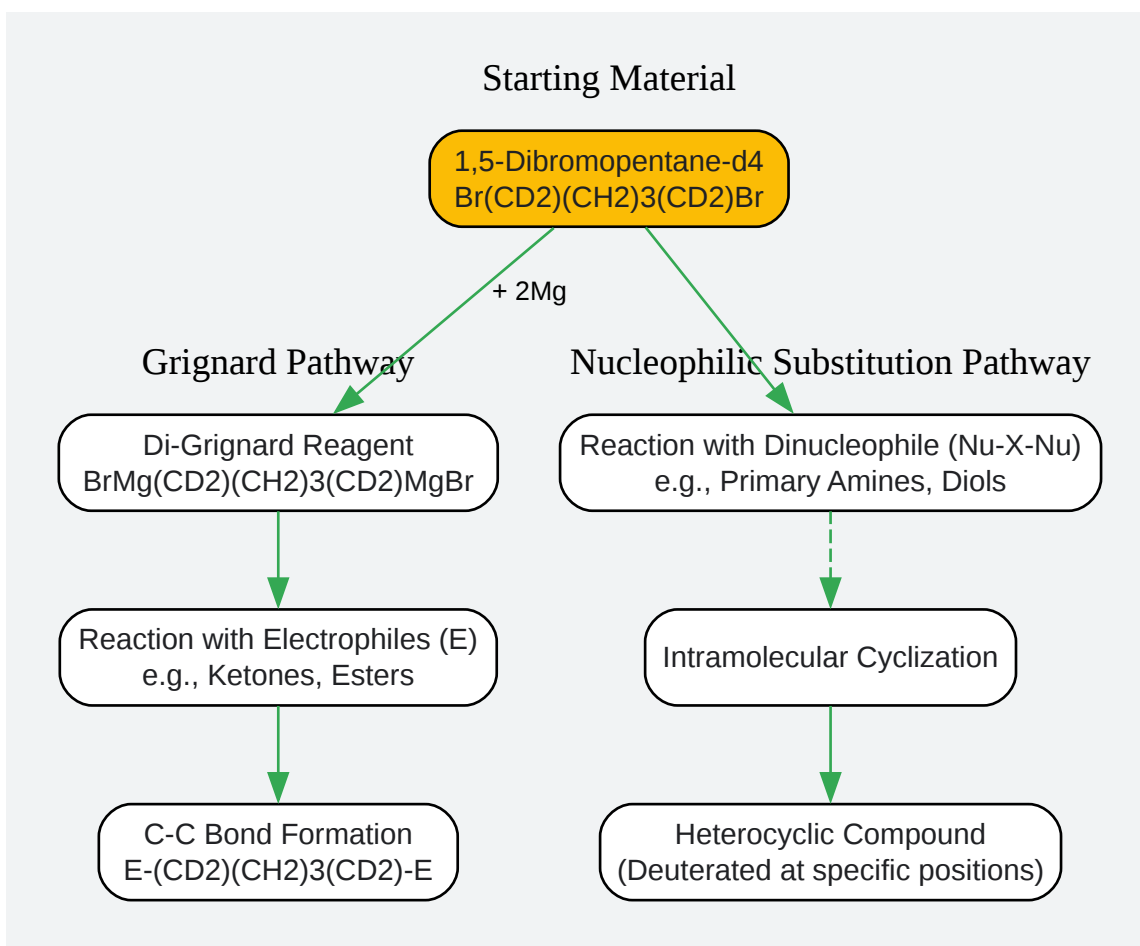 Starting Material
1,5-Dibromopentane-d4
Br(CD2)(CH2)3(CD2)Br
+ 2Mg
Grignard Pathway
Di-Grignard Reagent
BrMg(CD2)(CH2)3(CD2)MgBr
Reaction with Electrophiles (E)
e.g., Ketones, Esters
C-C Bond Formation
E-(CD2)(CH2)3(CD2)-E
Nucleophilic Substitution Pathway
Reaction with Dinucleophile (Nu-X-Nu)
e.g., Primary Amines, Diols
Intramolecular Cyclization
Heterocyclic Compound
(Deuterated at specific positions)